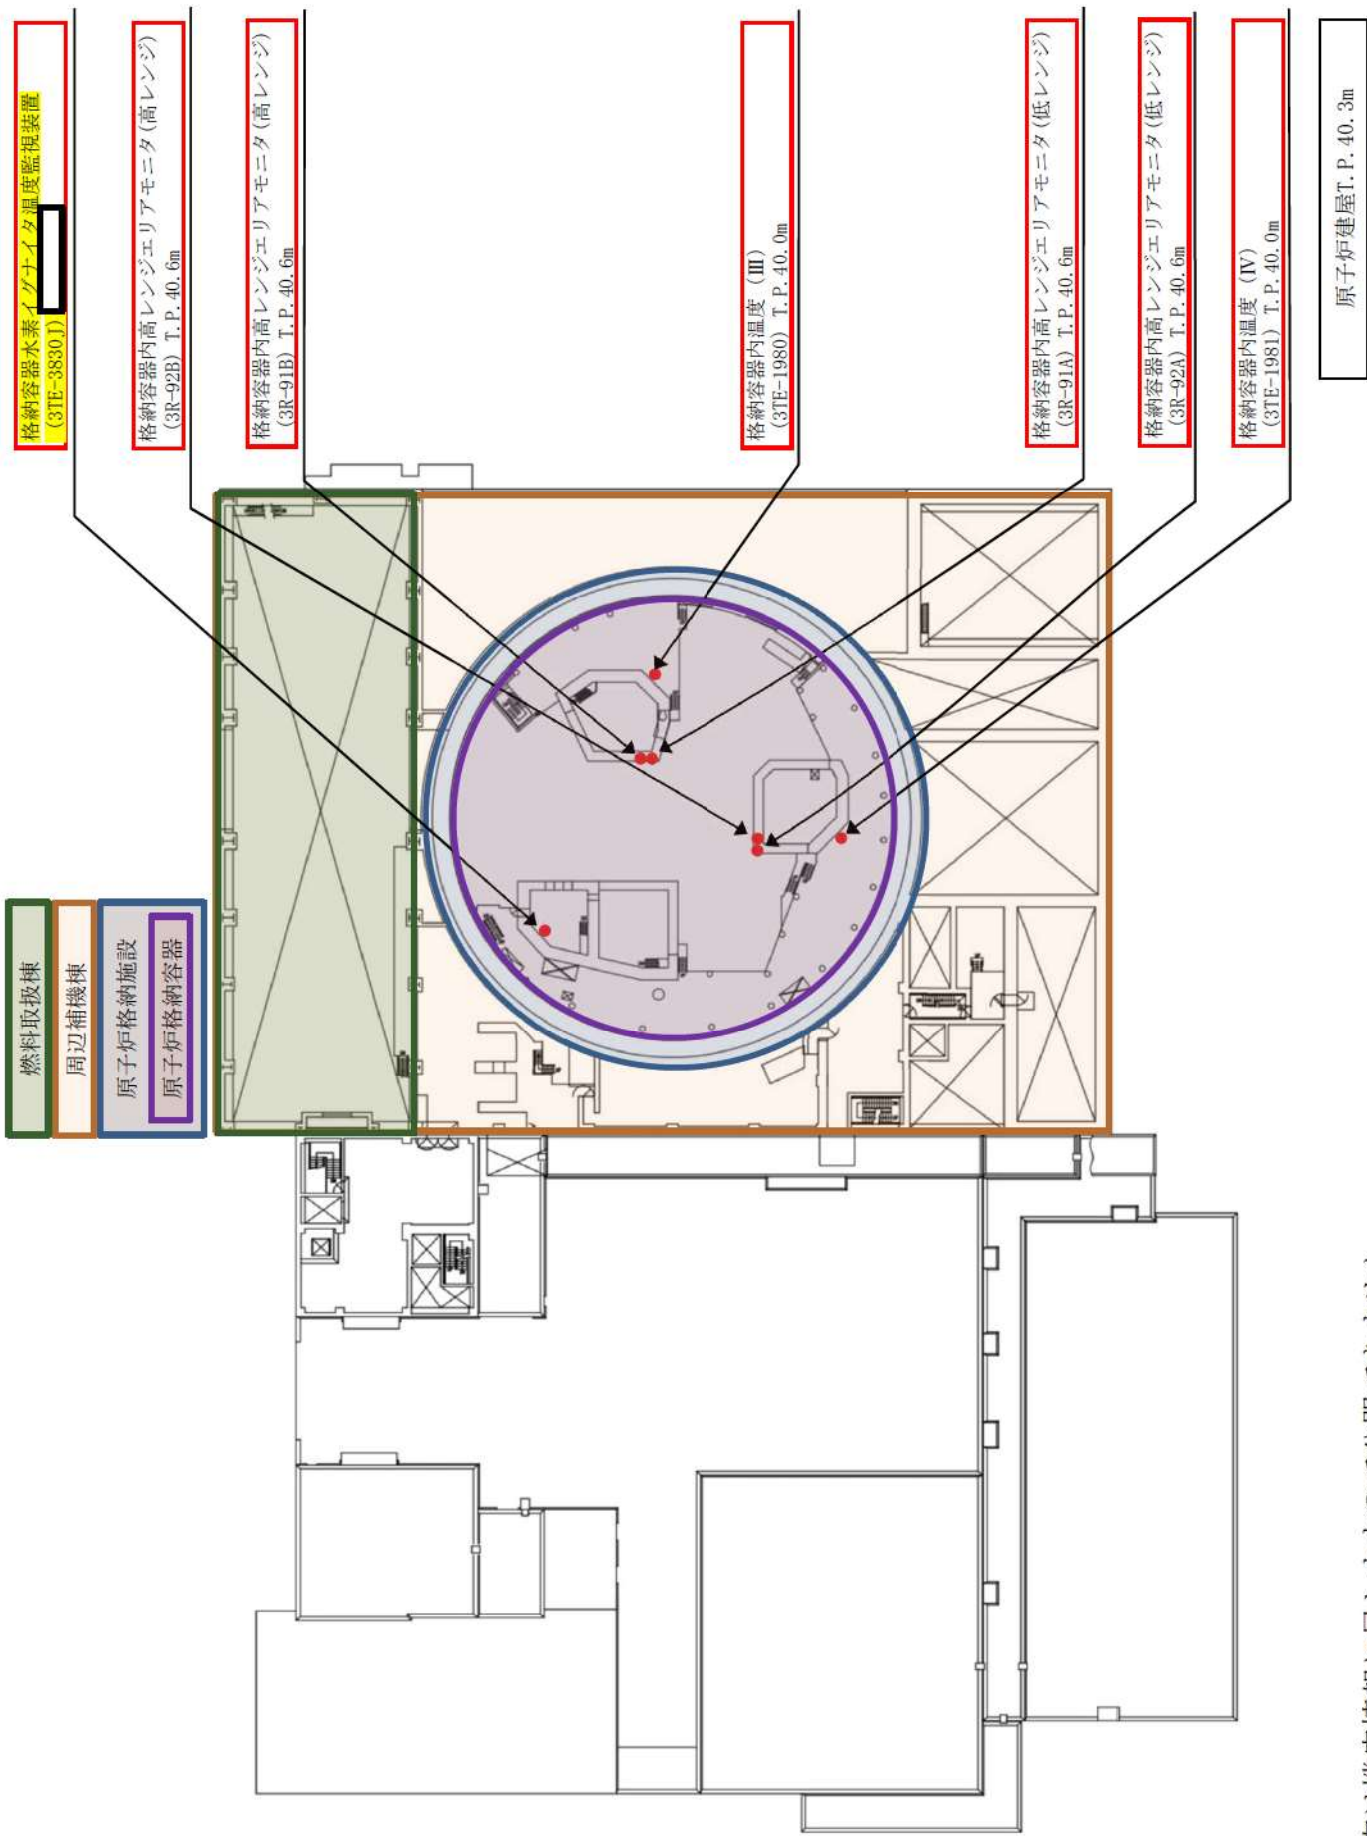 格納容器水素イグナイタ温度監視装置
(3TE-3830J)
格納容器内高レンジエリアモニタ(高レンジ)
(3R-92B) T.P.40.6m
格納容器内高レンジエリアモニタ(高レンジ)
(3R-91B) T.P.40.6m
格納容器内温度 (Ⅲ)
(3TE-1980) T.P.40.0m
格納容器内高レンジエリアモニタ(低レンジ)
(3R-91A) T.P.40.6m
格納容器内高レンジエリアモニタ(低レンジ)
(3R-92A) T.P.40.6m
格納容器内温度 (Ⅳ)
(3TE-1981) T.P.40.0m
原子炉建屋T.P.40.3m
燃料取扱棟
周辺補機棟
原子炉格納施設
原子炉格納容器